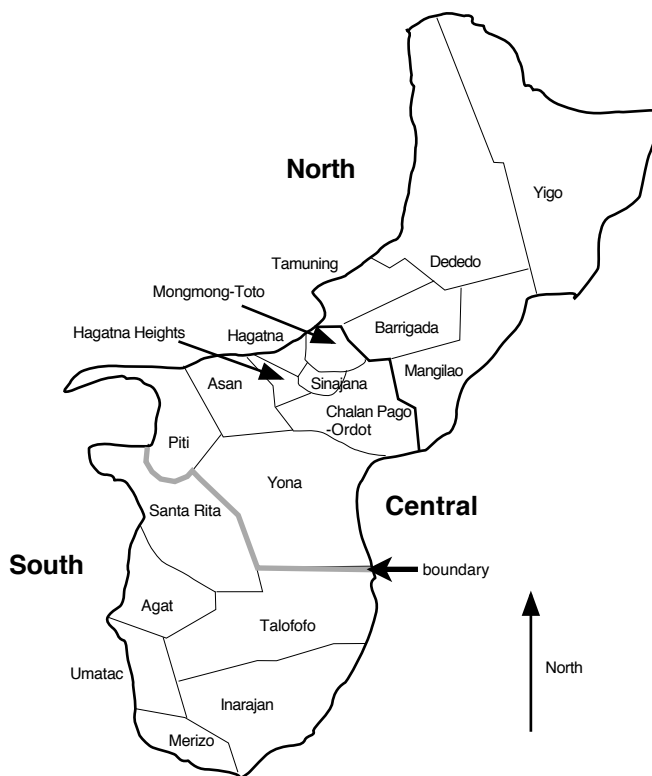 North
Yigo
Tamuning
Dededo
Mongmong-Toto
Hagatna Heights
Hagatna
Barrigada
Asan
Sinajana
Mangilao
Chalan Pago
-Ordot
Piti
Yona
Santa Rita
Central
South
boundary
Agat
Talofofo
Umatac
North
Inarajan
Merizo